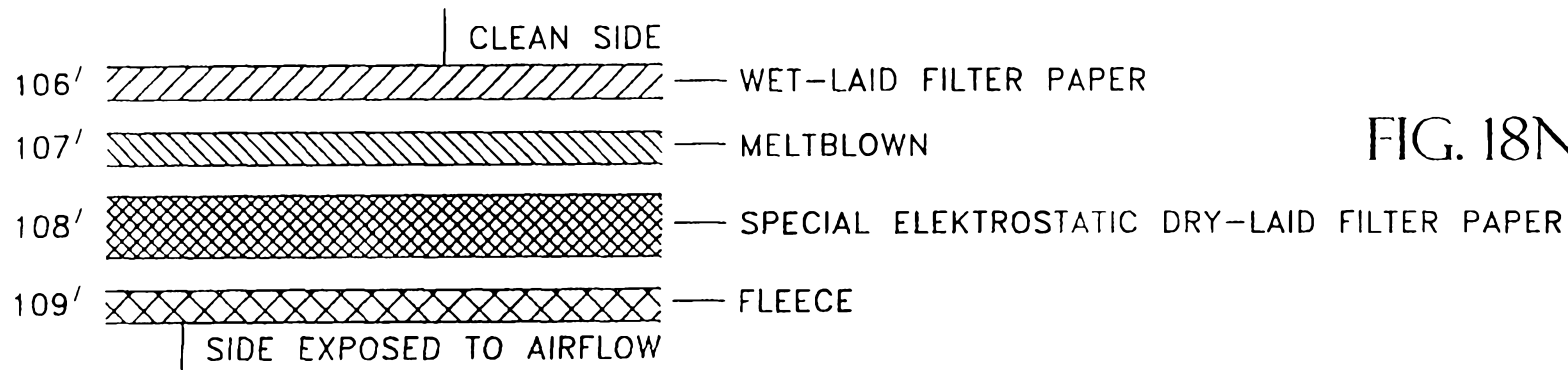 CLEAN SIDE
106' WET-LAID FILTER PAPER
107' MELTBLOWN
FIG. 18N
108' SPECIAL ELEKTROSTATIC DRY-LAID FILTER PAPER
109' FLEECE
SIDE EXPOSED TO AIRFLOW